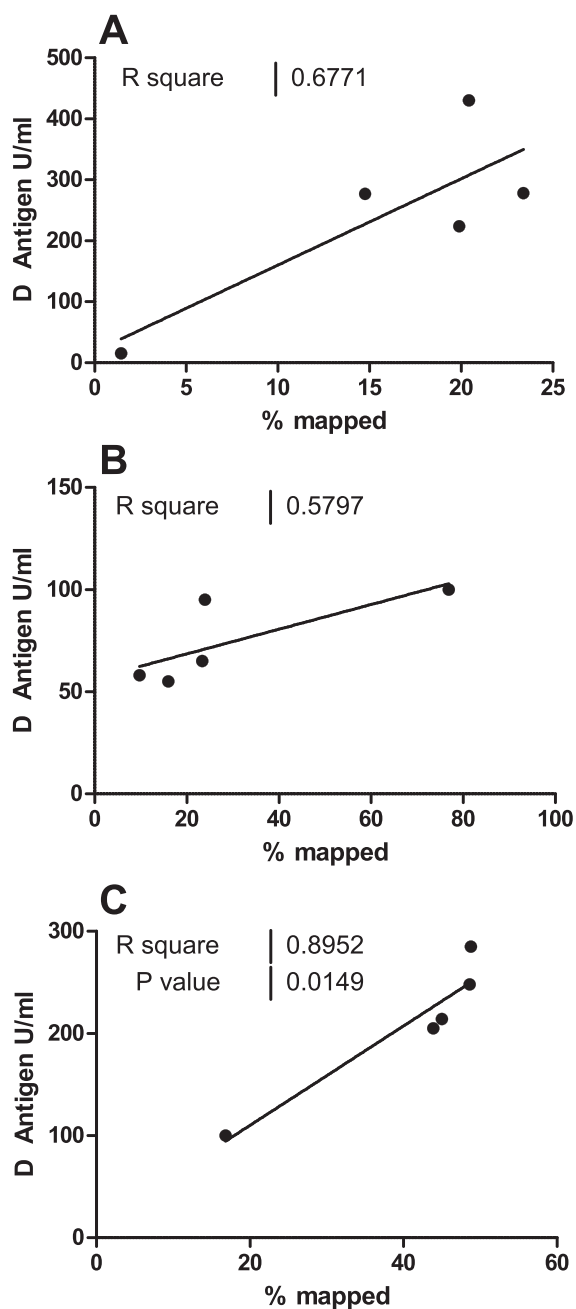 A
500
R square | 0.6771
400
300
200
100
0
D Antigen U/ml
0 5 10 15 20 25
% mapped
B
150
R square | 0.5797
100
50
0
D Antigen U/ml
0 20 40 60 80 100
% mapped
C
300
R square | 0.8952
P value | 0.0149
200
100
0
D Antigen U/ml
0 20 40 60
% mapped